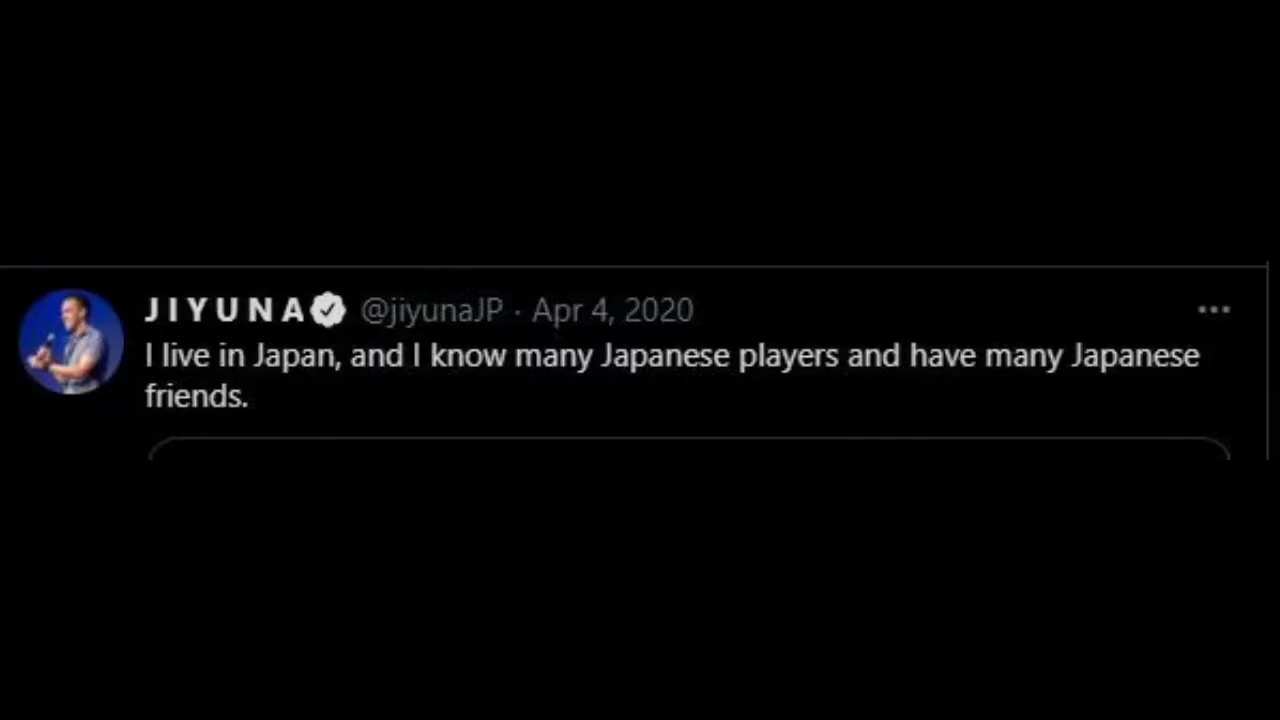 JIYUNA @jiyunaJP · Apr 4, 2020
I live in Japan, and I know many Japanese players and have many Japanese
friends.